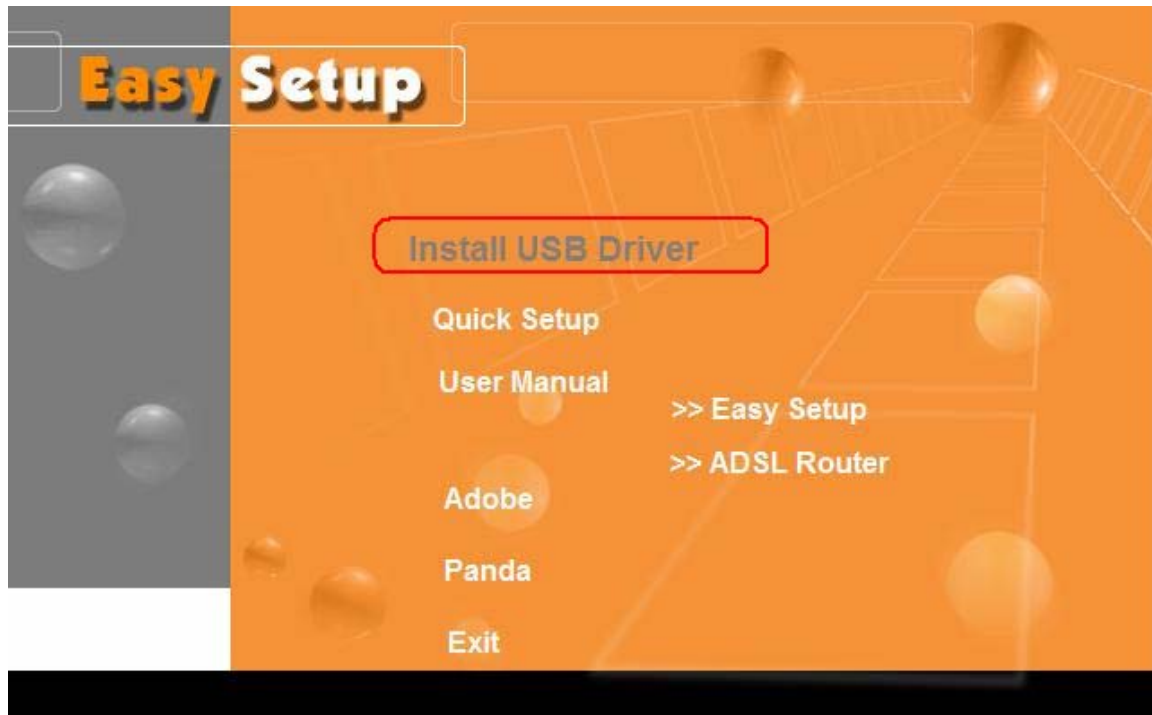 Easy Setup
Install USB Driver
Quick Setup
User Manual
>> Easy Setup
>> ADSL Router
Adobe
Panda
Exit